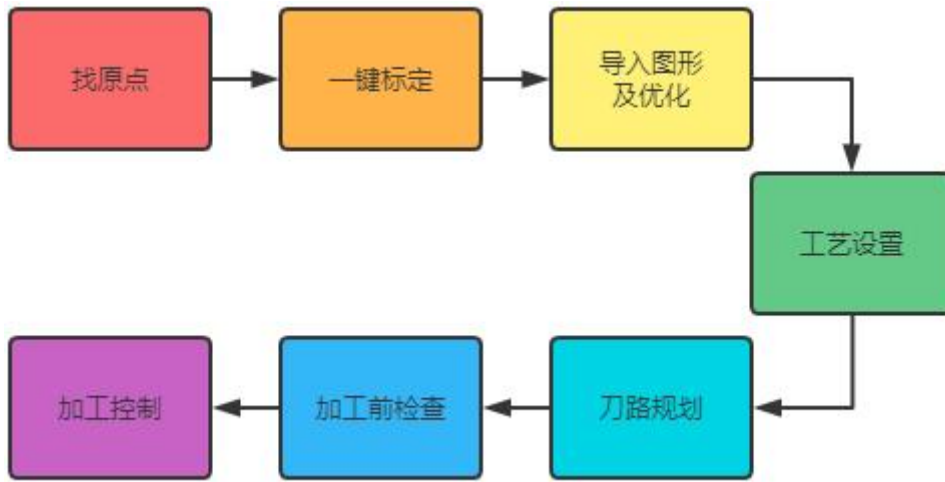 找原点
一键标定
导入图形
及优化
工艺设置
刀路规划
加工前检查
加工控制